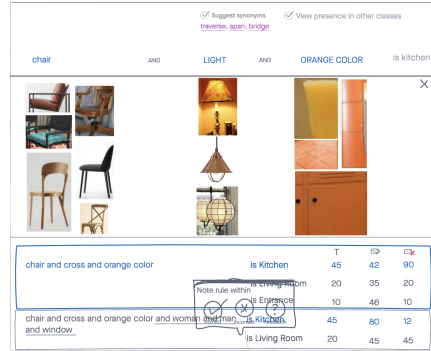 Suggest synonyms
View presence in other classes
traverse, span, bridge
chair AND LIGHT AND ORANGE COLOR is kitchen
T
chair and cross and orange color is Kitchen 45 42 90
is Living Room 20 35 20
Note rule within
is Entrance 10 46 10
chair and cross and orange color and woman and man is Kitchen 45 80 12
and window
is Living Room 20 45 45